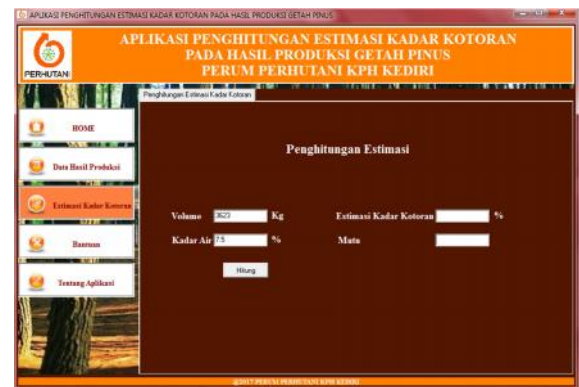 APLIKASI PENGHITUNGAN ESTIMASI KADAR KOTORAN PADA HASIL PRODUKSI GETAH PINUS
APLIKASI PENGHITUNGAN ESTIMASI KADAR KOTORAN
PADA HASIL PRODUKSI GETAH PINUS
PERUM PERHUTANI KPH KEDIRI
PERHUTANI
Penghitungan Estimasi Kadar Kotoran
HOME
Data Hasil Produksi
Estimasi Kadar Kotoran
Bantuan
Tentang Aplikasi
Penghitungan Estimasi
Volume 3623 Kg Estimasi Kadar Kotoran %
Kadar Air 7.5 % Mutu
Hitung
@2017 PERUM PERHUTANI KPH KEDIRI